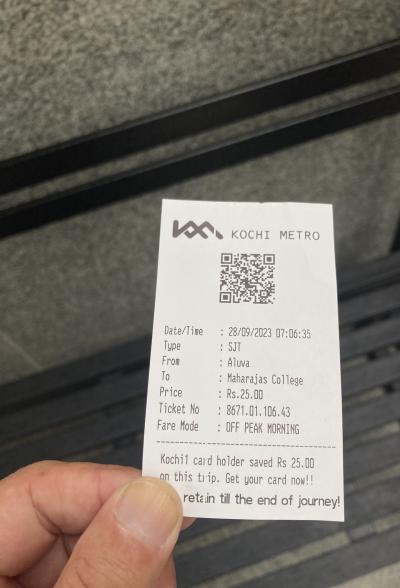 KOCHI METRO
Date/Time : 28/09/2023 07:06:35
Type : SJT
From : Aluva
To : Maharajas College
Price : Rs.25.00
Ticket No : 8671.01.106.43
Fare Mode : OFF PEAK MORNING
Kochi1 card holder saved Rs 25.00
on this trip. Get your card now!!
retain till the end of journey!